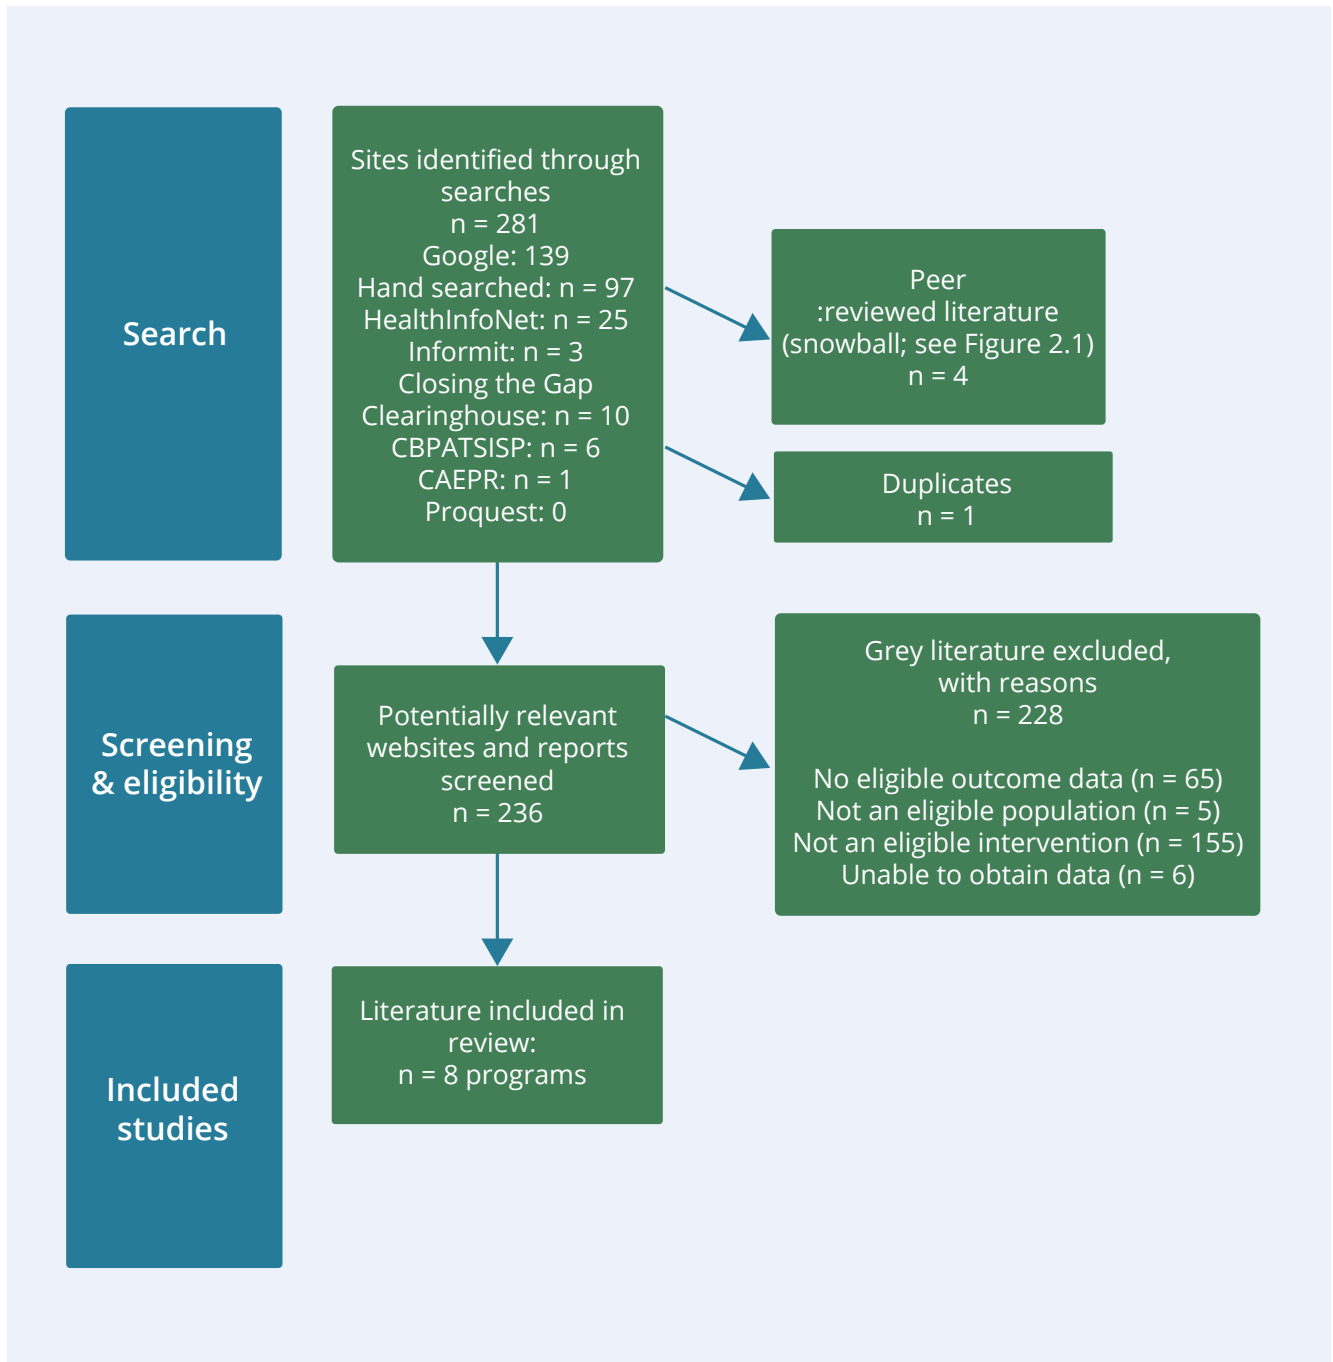 Search
Sites identified through
searches
n = 281
Google: 139
Hand searched: n = 97
HealthInfoNet: n = 25
Informit: n = 3
Closing the Gap
Clearinghouse: n = 10
CBPATSISP: n = 6
CAEPR: n = 1
Proquest: 0
Peer
:reviewed literature
(snowball; see Figure 2.1)
n = 4
Duplicates
n = 1
Screening
& eligibility
Potentially relevant
websites and reports
screened
n = 236
Grey literature excluded,
with reasons
n = 228
No eligible outcome data (n = 65)
Not an eligible population (n = 5)
Not an eligible intervention (n = 155)
Unable to obtain data (n = 6)
Included
studies
Literature included in
review:
n = 8 programs